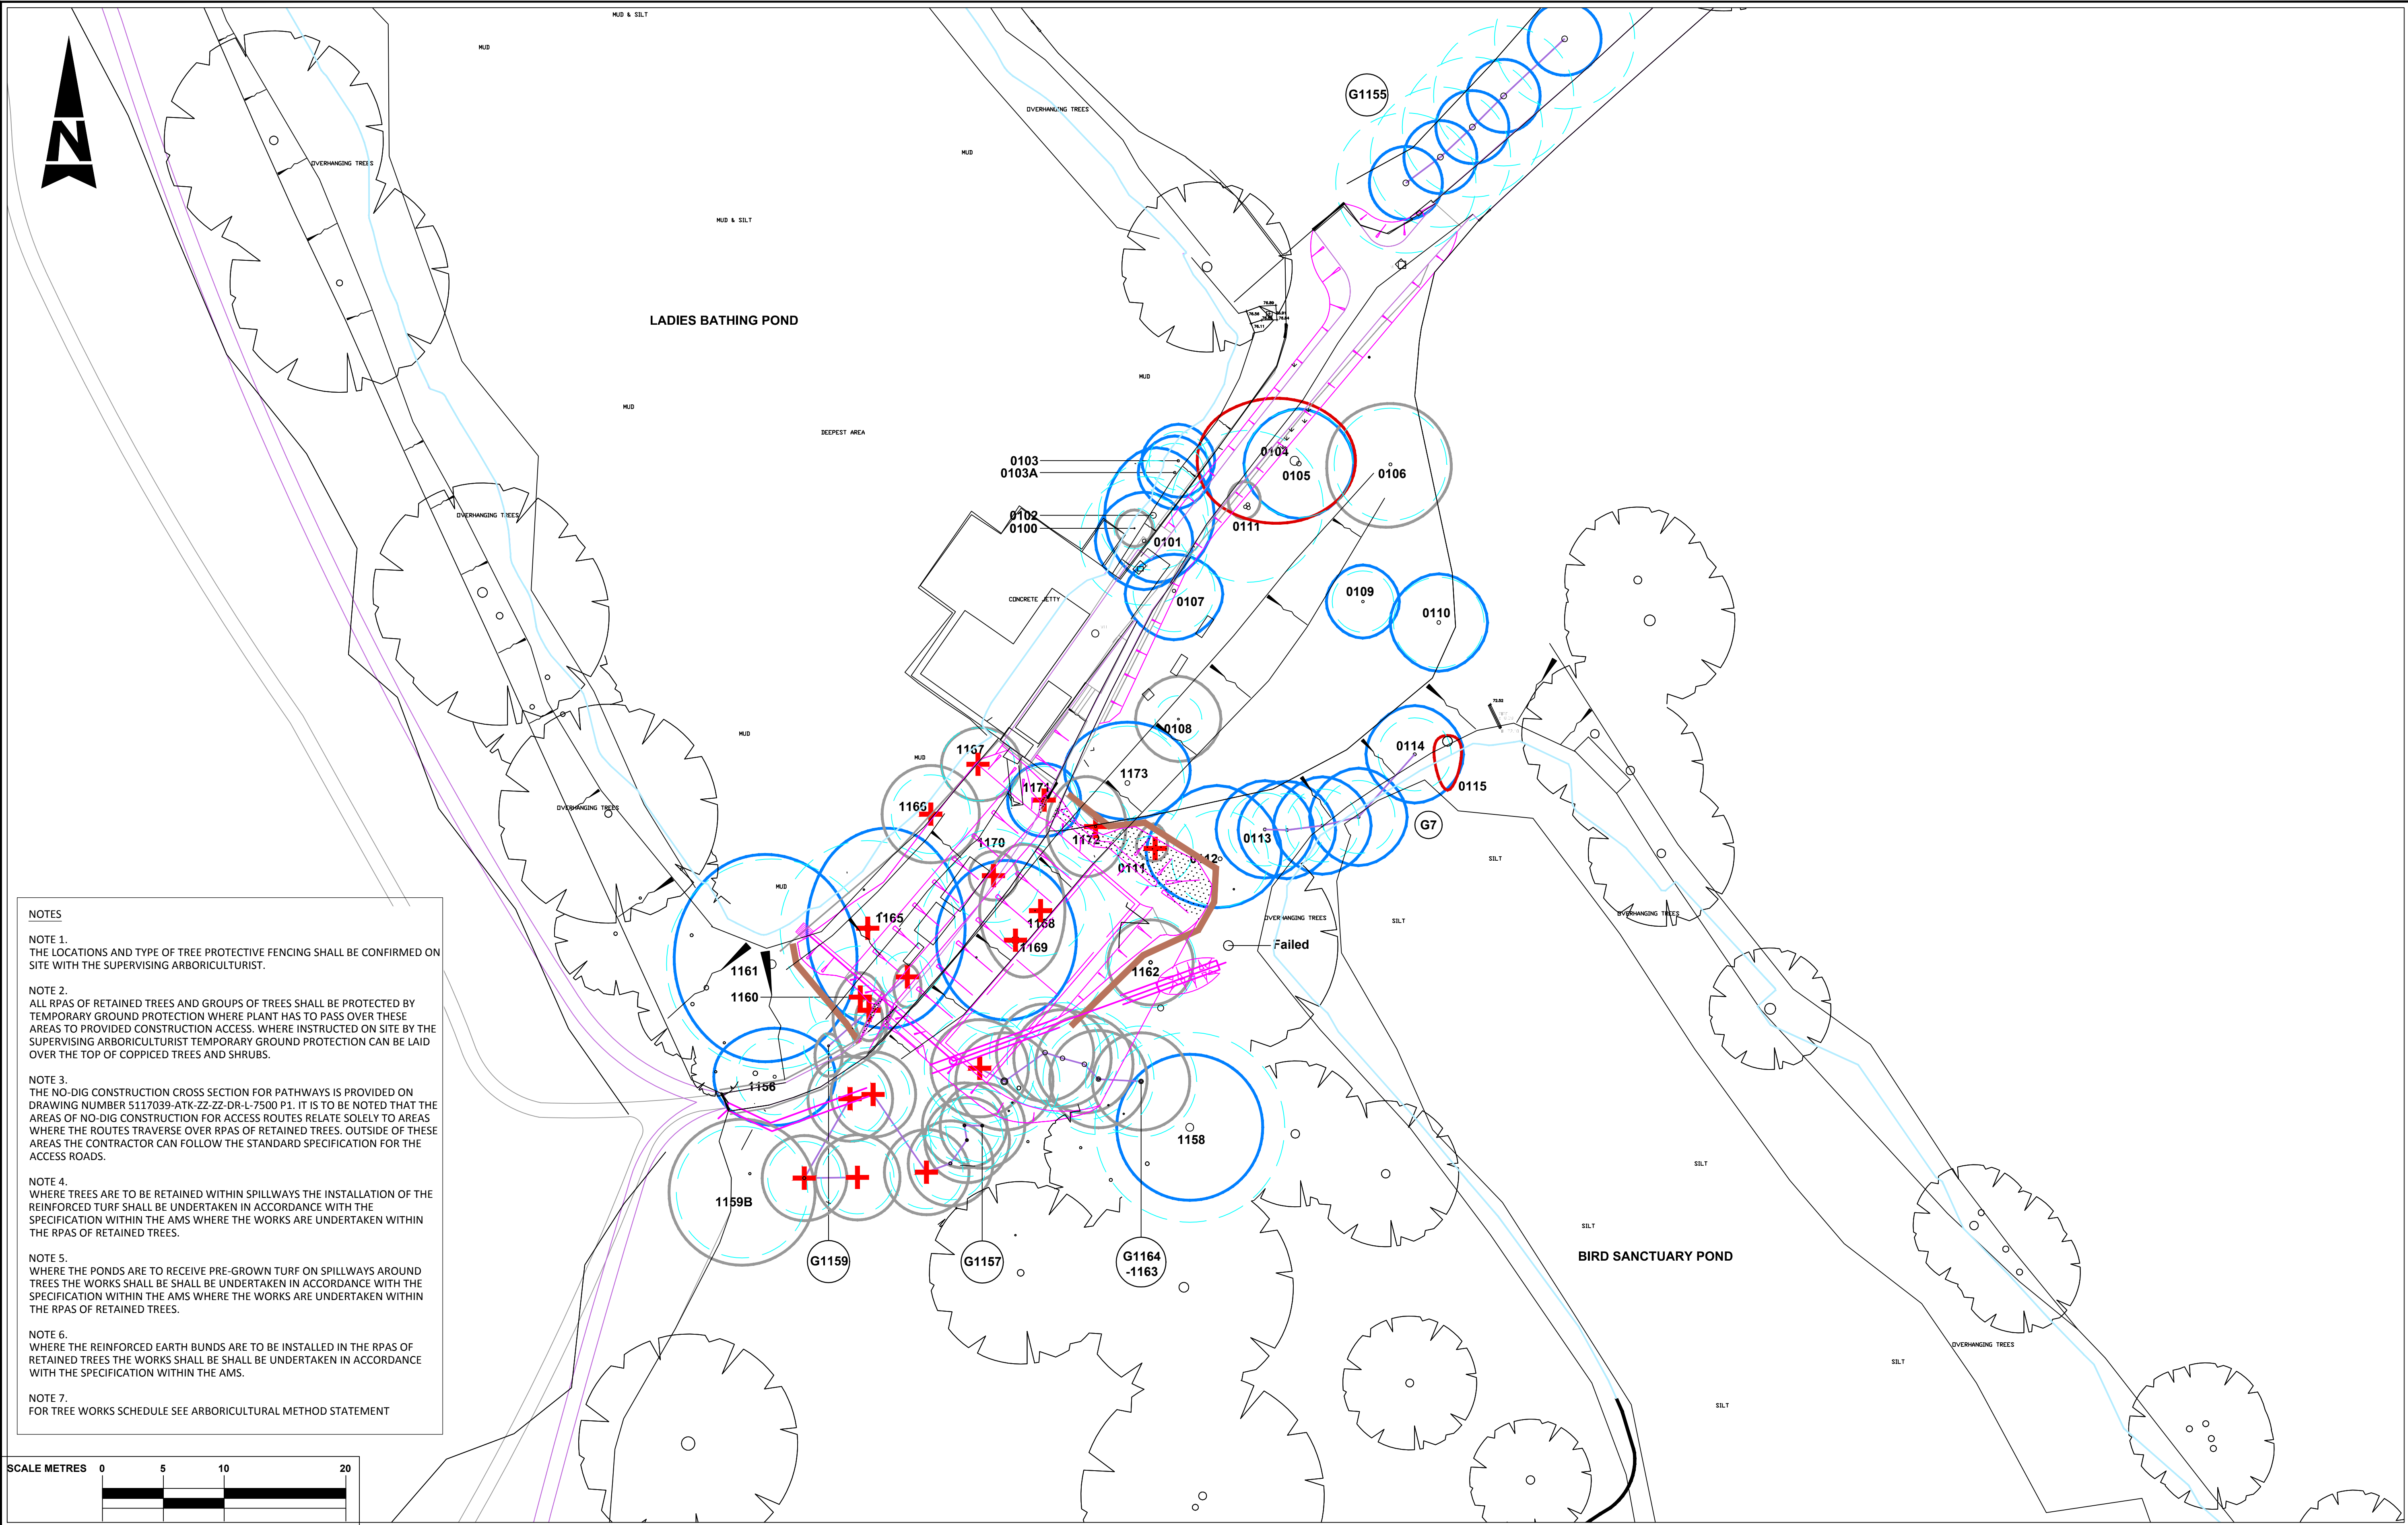 MUD & SILT
MUD
N
OVERHANGING TREES
OVERHANGING TREES
G1155
MUD
MUD & SILT
LADIES BATHING POND
MUD
MUD
DEEPEST AREA
0103
0103A
0104
0105
0106
OVERHANGING TREES
0102
0100
0101
0111
CONCRETE JETTY
0107
0109
0110
73.52
0108
MUD
1167
MUD
0114
1173
1171
0115
1166
OVERHANGING TREES
G7
1172
0113
1170
0112
0111
SILT
MUD
1165
1168
1169
OVERHANGING TREES
SILT
OVERHANGING TREES
Failed
1161
1162
1160
1156
1158
SILT
1159B
SILT
G1159
G1157
G1164
-1163
BIRD SANCTUARY POND
OVERHANGING TREES
SILT
SILT
NOTES
NOTE 1.
THE LOCATIONS AND TYPE OF TREE PROTECTIVE FENCING SHALL BE CONFIRMED ON
SITE WITH THE SUPERVISING ARBORICULTURIST.
NOTE 2.
ALL RPAS OF RETAINED TREES AND GROUPS OF TREES SHALL BE PROTECTED BY
TEMPORARY GROUND PROTECTION WHERE PLANT HAS TO PASS OVER THESE
AREAS TO PROVIDED CONSTRUCTION ACCESS. WHERE INSTRUCTED ON SITE BY THE
SUPERVISING ARBORICULTURIST TEMPORARY GROUND PROTECTION CAN BE LAID
OVER THE TOP OF COPPICED TREES AND SHRUBS.
NOTE 3.
THE NO-DIG CONSTRUCTION CROSS SECTION FOR PATHWAYS IS PROVIDED ON
DRAWING NUMBER 5117039-ATK-ZZ-ZZ-DR-L-7500 P1. IT IS TO BE NOTED THAT THE
AREAS OF NO-DIG CONSTRUCTION FOR ACCESS ROUTES RELATE SOLELY TO AREAS
WHERE THE ROUTES TRAVERSE OVER RPAS OF RETAINED TREES. OUTSIDE OF THESE
AREAS THE CONTRACTOR CAN FOLLOW THE STANDARD SPECIFICATION FOR THE
ACCESS ROADS.
NOTE 4.
WHERE TREES ARE TO BE RETAINED WITHIN SPILLWAYS THE INSTALLATION OF THE
REINFORCED TURF SHALL BE UNDERTAKEN IN ACCORDANCE WITH THE
SPECIFICATION WITHIN THE AMS WHERE THE WORKS ARE UNDERTAKEN WITHIN
THE RPAS OF RETAINED TREES.
NOTE 5.
WHERE THE PONDS ARE TO RECEIVE PRE-GROWN TURF ON SPILLWAYS AROUND
TREES THE WORKS SHALL BE SHALL BE UNDERTAKEN IN ACCORDANCE WITH THE
SPECIFICATION WITHIN THE AMS WHERE THE WORKS ARE UNDERTAKEN WITHIN
THE RPAS OF RETAINED TREES.
NOTE 6.
WHERE THE REINFORCED EARTH BUNDS ARE TO BE INSTALLED IN THE RPAS OF
RETAINED TREES THE WORKS SHALL BE SHALL BE UNDERTAKEN IN ACCORDANCE
WITH THE SPECIFICATION WITHIN THE AMS.
NOTE 7.
FOR TREE WORKS SCHEDULE SEE ARBORICULTURAL METHOD STATEMENT
SCALE METRES 0 5 10 20